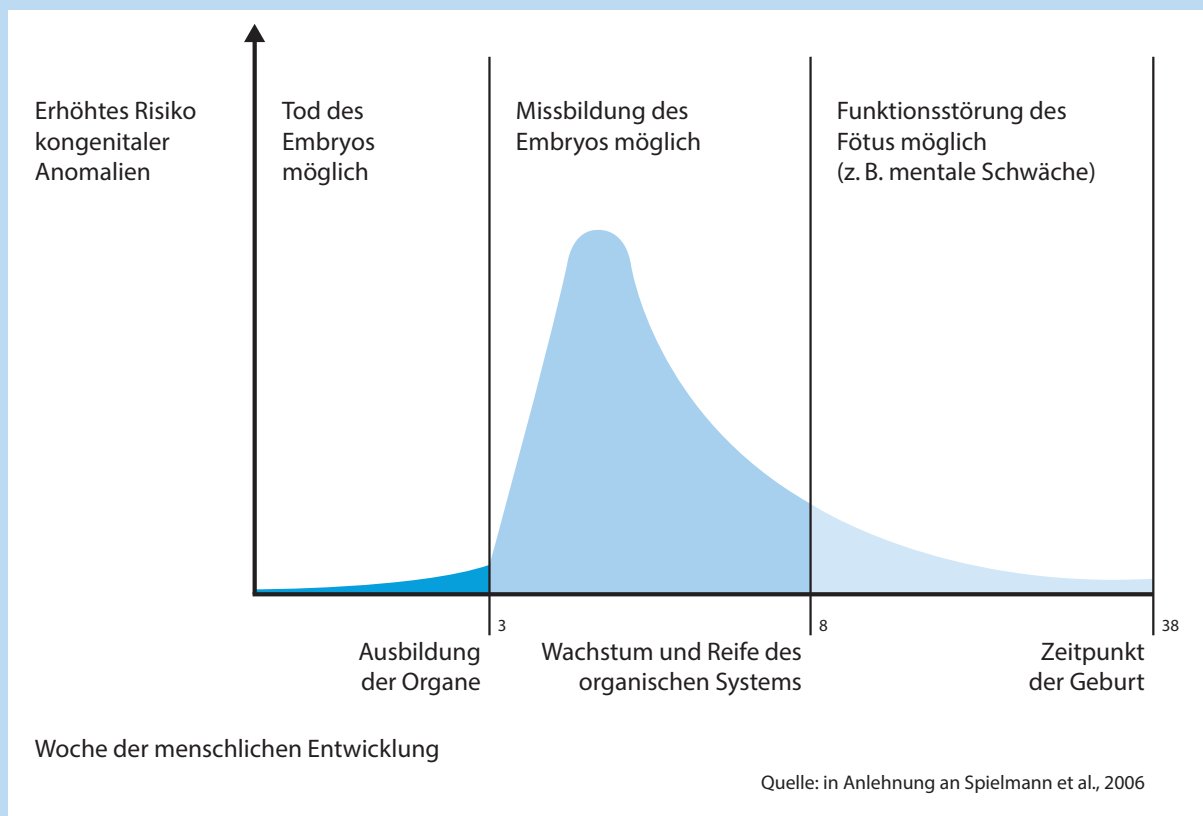 Erhöhtes Risiko
kongenitaler
Anomalien
Tod des
Embryos
möglich
Missbildung des
Embryos möglich
Funktionsstörung des
Fötus möglich
(z. B. mentale Schwäche)
3
8
38
Ausbildung
der Organe
Wachstum und Reife des
organischen Systems
Zeitpunkt
der Geburt
Woche der menschlichen Entwicklung
Quelle: in Anlehnung an Spielmann et al., 2006